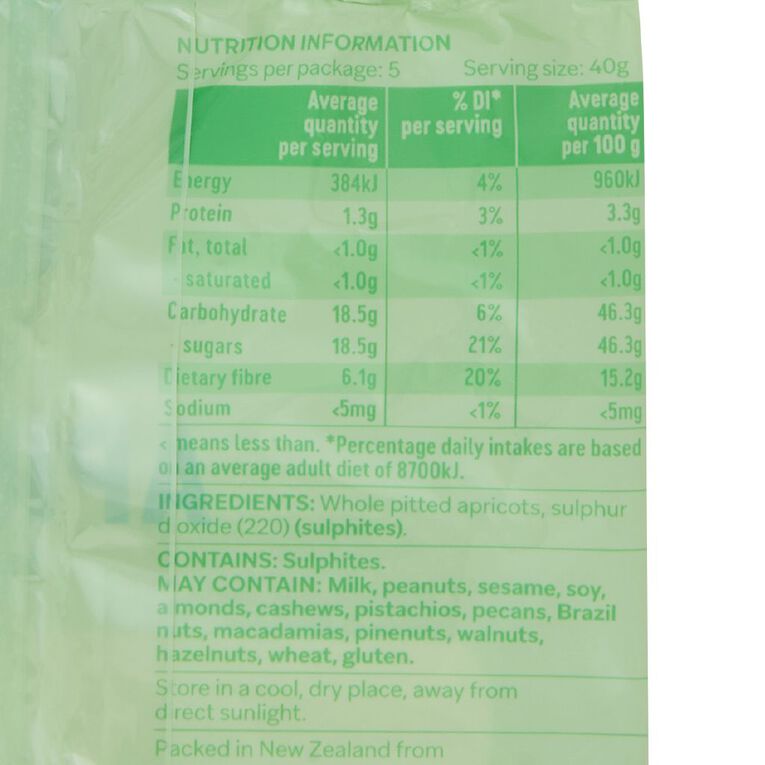 NUTRITION INFORMATION
Servings per package: 5 Serving size: 40g
Average quantity per serving % DI* per serving Average quantity per 100 g
Energy 384kJ 4% 960kJ
Protein 1.3g 3% 3.3g
Fat, total <1.0g <1% <1.0g
- saturated <1.0g <1% <1.0g
Carbohydrate 18.5g 6% 46.3g
- sugars 18.5g 21% 46.3g
Dietary fibre 6.1g 20% 15.2g
Sodium <5mg <1% <5mg
< means less than. *Percentage daily intakes are based
on an average adult diet of 8700kJ.
INGREDIENTS: Whole pitted apricots, sulphur
dioxide (220) (sulphites).
CONTAINS: Sulphites.
MAY CONTAIN: Milk, peanuts, sesame, soy,
almonds, cashews, pistachios, pecans, Brazil
nuts, macadamias, pinenuts, walnuts,
hazelnuts, wheat, gluten.
Store in a cool, dry place, away from
direct sunlight.
Packed in New Zealand from